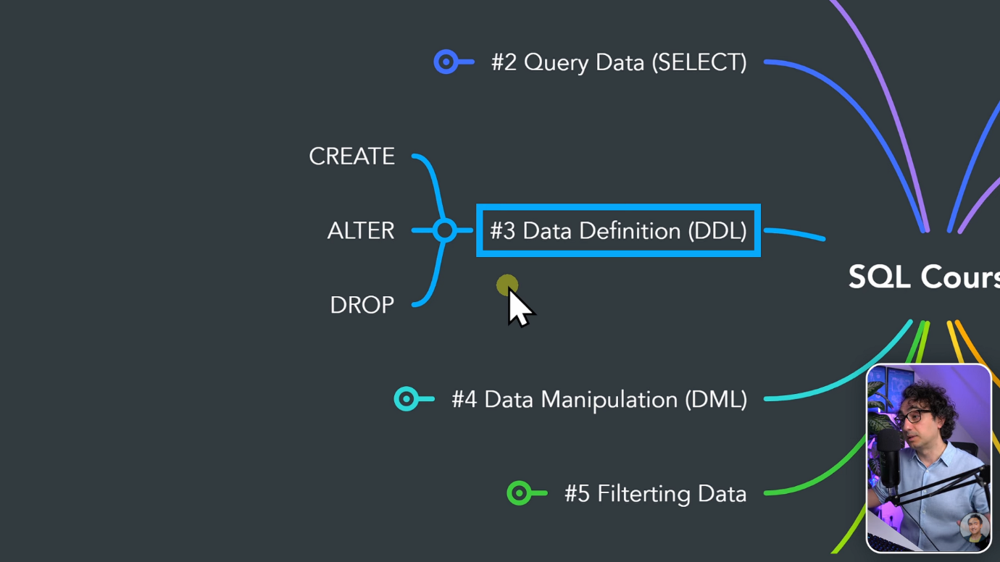 #2 Query Data (SELECT)
CREATE
ALTER
#3 Data Definition (DDL)
SQL Cours
DROP
#4 Data Manipulation (DML)
#5 Filterting Data